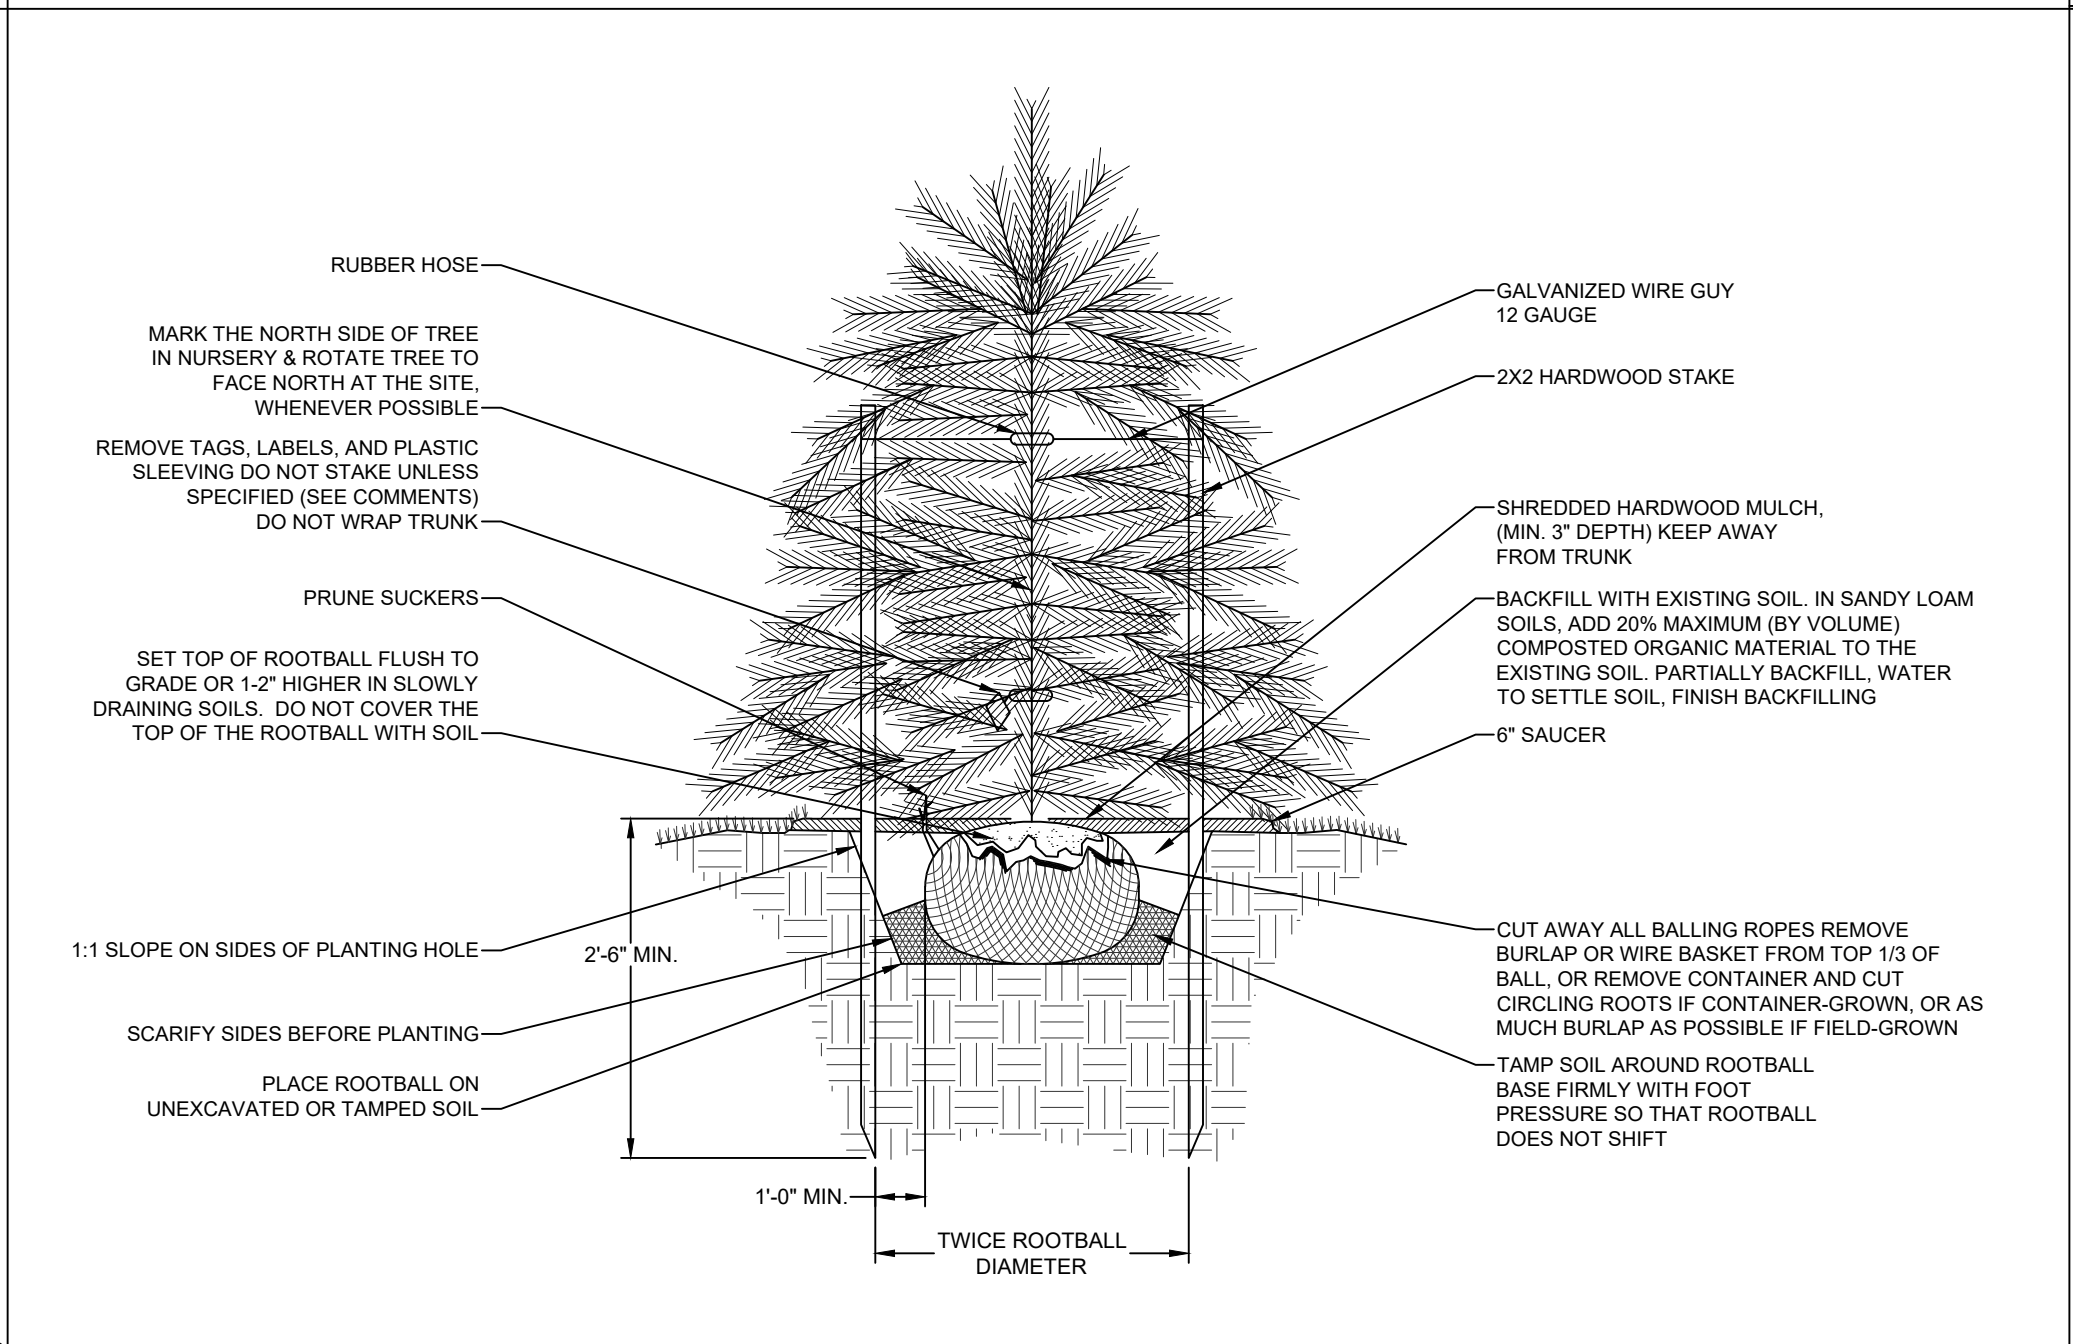 RUBBER HOSE
MARK THE NORTH SIDE OF TREE
IN NURSERY & ROTATE TREE TO
FACE NORTH AT THE SITE,
WHENEVER POSSIBLE
REMOVE TAGS, LABELS, AND PLASTIC
SLEEVING DO NOT STAKE UNLESS
SPECIFIED (SEE COMMENTS)
DO NOT WRAP TRUNK
PRUNE SUCKERS
SET TOP OF ROOTBALL FLUSH TO
GRADE OR 1-2" HIGHER IN SLOWLY
DRAINING SOILS. DO NOT COVER THE
TOP OF THE ROOTBALL WITH SOIL
1:1 SLOPE ON SIDES OF PLANTING HOLE
SCARIFY SIDES BEFORE PLANTING
PLACE ROOTBALL ON
UNEXCAVATED OR TAMPED SOIL
2'-6" MIN.
1'-0" MIN.
TWICE ROOTBALL
DIAMETER
GALVANIZED WIRE GUY
12 GAUGE
2X2 HARDWOOD STAKE
SHREDDED HARDWOOD MULCH,
(MIN. 3" DEPTH) KEEP AWAY
FROM TRUNK
BACKFILL WITH EXISTING SOIL. IN SANDY LOAM
SOILS, ADD 20% MAXIMUM (BY VOLUME)
COMPOSTED ORGANIC MATERIAL TO THE
EXISTING SOIL. PARTIALLY BACKFILL, WATER
TO SETTLE SOIL, FINISH BACKFILLING
6" SAUCER
CUT AWAY ALL BALLING ROPES REMOVE
BURLAP OR WIRE BASKET FROM TOP 1/3 OF
BALL, OR REMOVE CONTAINER AND CUT
CIRCLING ROOTS IF CONTAINER-GROWN, OR AS
MUCH BURLAP AS POSSIBLE IF FIELD-GROWN
TAMP SOIL AROUND ROOTBALL
BASE FIRMLY WITH FOOT
PRESSURE SO THAT ROOTBALL
DOES NOT SHIFT